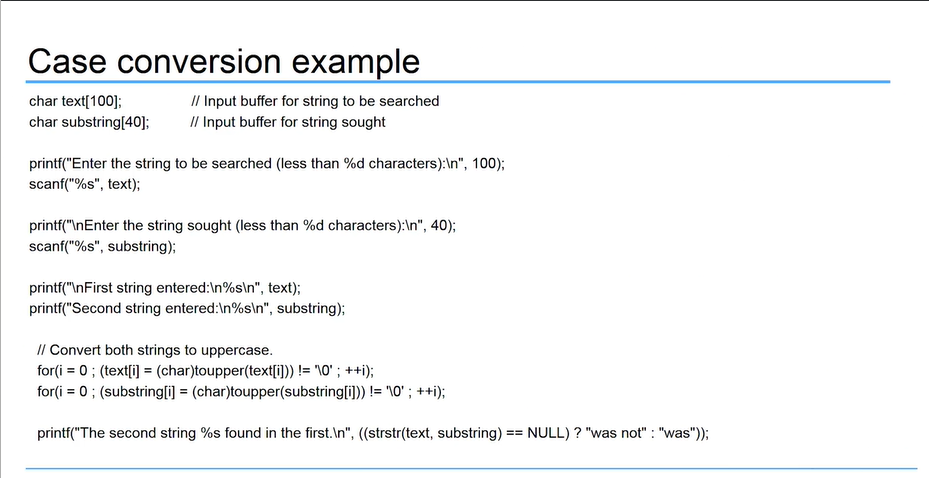 Case conversion example
char text[100];                // Input buffer for string to be searched
char substring[40];         // Input buffer for string sought
printf("Enter the string to be searched (less than %d characters):\n", 100);
scanf("%s", text);
printf("\nEnter the string sought (less than %d characters):\n", 40);
scanf("%s", substring);
printf("\nFirst string entered:\n%s\n", text);
printf("Second string entered:\n%s\n", substring);
// Convert both strings to uppercase.
for(i = 0 ; (text[i] = (char)toupper(text[i])) != '\0' ; ++i);
for(i = 0 ; (substring[i] = (char)toupper(substring[i])) != '\0' ; ++i);
printf("The second string %s found in the first.\n", ((strstr(text, substring) == NULL) ? "was not" : "was"));